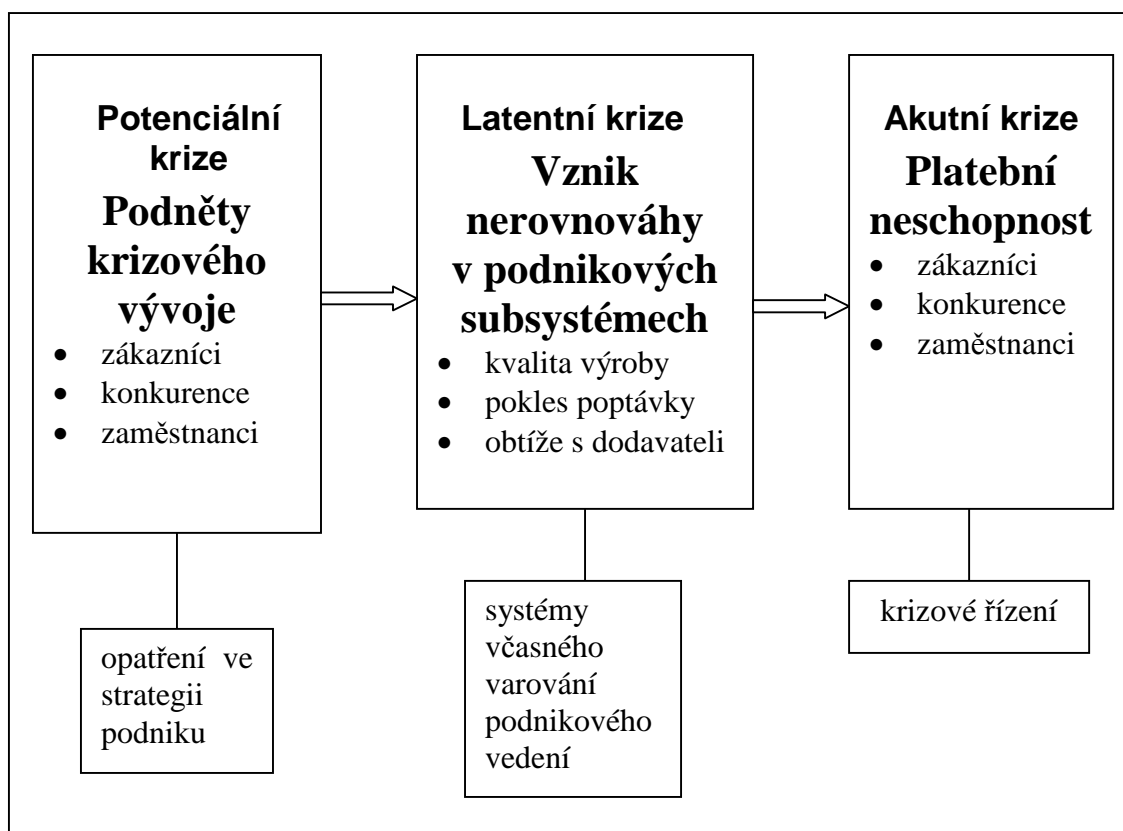 Potenciální
krize
Podněty
krizového
vývoje
• zákazníci
• konkurence
• zaměstnanci
opatření ve
strategii
podniku
Latentní krize
Vznik
nerovnováhy
v podnikových
subsystémech
• kvalita výroby
• pokles poptávky
• obtíže s dodavateli
systémy
včasného
varování
podnikového
vedení
Akutní krize
Platební
neschopnost
• zákazníci
• konkurence
• zaměstnanci
krizové řízení